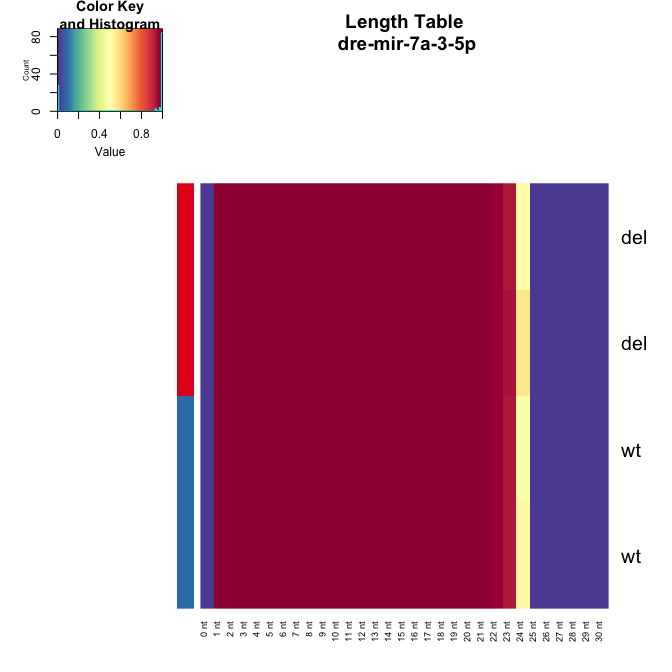 Color Key
and Histogram
Length Table
dre-mir-7a-3-5p
Count
0 40 80
0 0.4 0.8
Value
del
del
wt
wt
0 nt 1 nt 2 nt 3 nt 4 nt 5 nt 6 nt 7 nt 8 nt 9 nt 10 nt 11 nt 12 nt 13 nt 14 nt 15 nt 16 nt 17 nt 18 nt 19 nt 20 nt 21 nt 22 nt 23 nt 24 nt 25 nt 26 nt 27 nt 28 nt 29 nt 30 nt